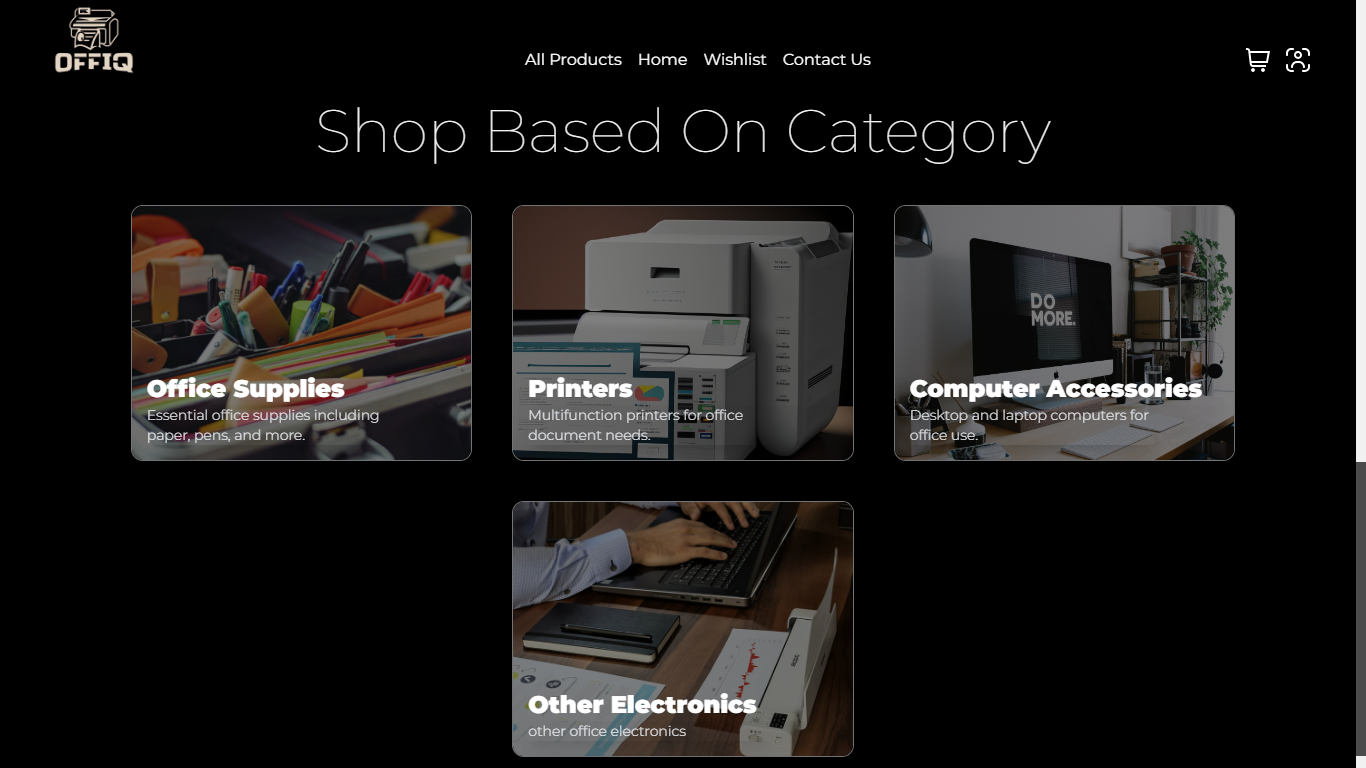 OFFIQ
All Products Home Wishlist Contact Us
Shop Based On Category
Office Supplies
Essential office supplies including
paper, pens, and more.
Printers
Multifunction printers for office
document needs.
DO
MORE.
Computer Accessories
Desktop and laptop computers for
office use.
Other Electronics
other office electronics